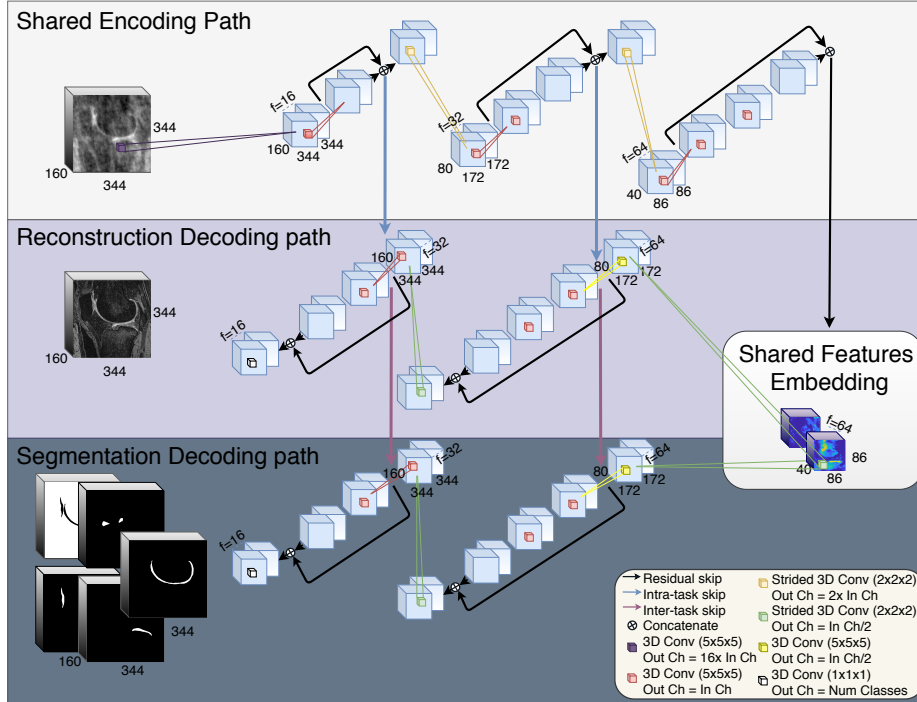 Shared Encoding Path
f=16
160
344
344
f=32
80
172
172
f=64
40
86
86
344
160
344
Reconstruction Decoding path
160
f=32
344
344
80
f=64
172
172
344
160
344
f=16
Shared Features
Embedding
f=64
40
86
86
Segmentation Decoding path
160
f=32
344
344
80
f=64
172
172
f=16
344
160
Residual skip
Intra-task skip
Inter-task skip
Concatenate
3D Conv (5x5x5)
Out Ch = 16x In Ch
3D Conv (5x5x5)
Out Ch = In Ch
Strided 3D Conv (2x2x2)
Out Ch = 2x In Ch
Strided 3D Conv (2x2x2)
Out Ch = In Ch/2
3D Conv (5x5x5)
Out Ch = In Ch/2
3D Conv (1x1x1)
Out Ch = Num Classes